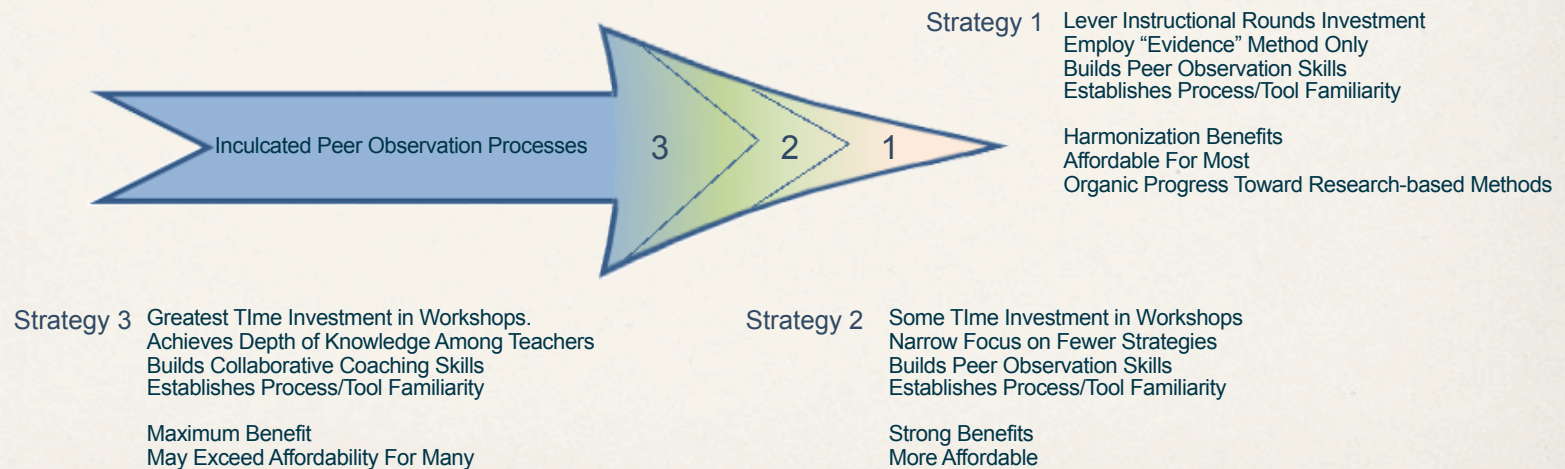 Strategy 1
Lever Instructional Rounds Investment
Employ “Evidence” Method Only
Builds Peer Observation Skills
Establishes Process/Tool Familiarity
Harmonization Benefits
Affordable For Most
Organic Progress Toward Research-based Methods
Inculcated Peer Observation Processes
3
2
1
Strategy 3
Greatest TIme Investment in Workshops.
Achieves Depth of Knowledge Among Teachers
Builds Collaborative Coaching Skills
Establishes Process/Tool Familiarity
Maximum Benefit
May Exceed Affordability For Many
Strategy 2
Some TIme Investment in Workshops
Narrow Focus on Fewer Strategies
Builds Peer Observation Skills
Establishes Process/Tool Familiarity
Strong Benefits
More Affordable